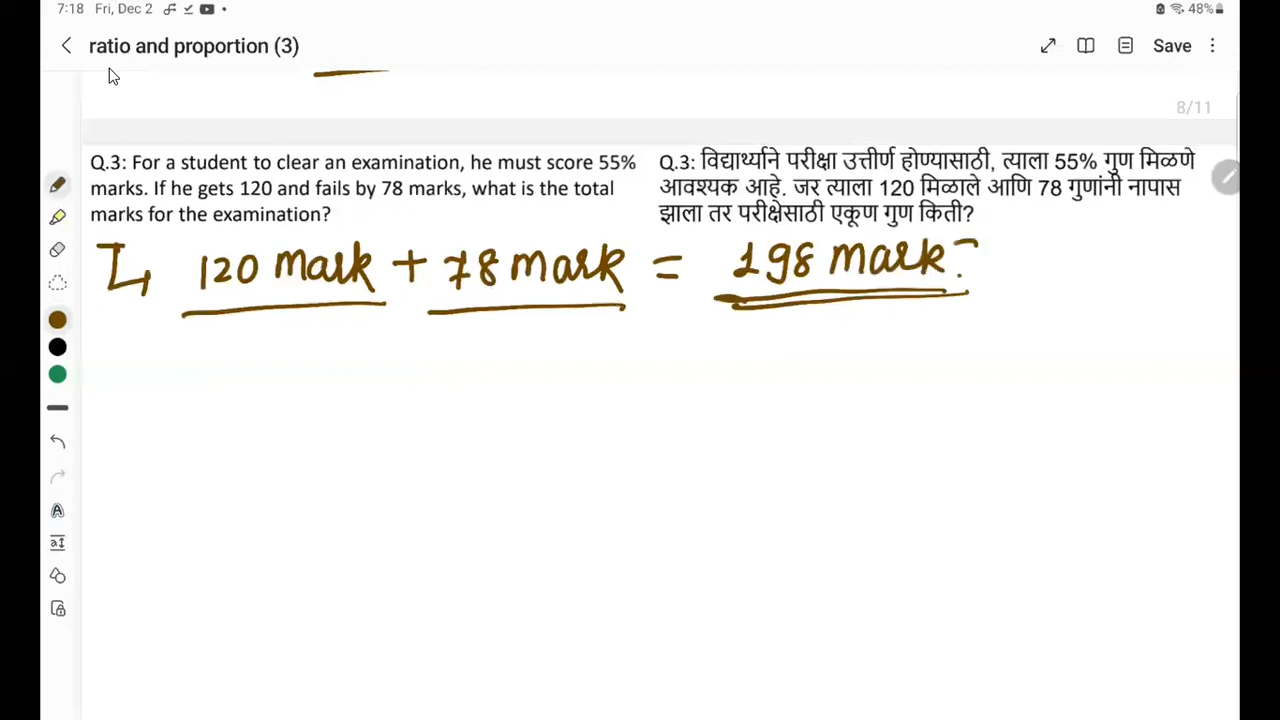 7:18 Fri, Dec 2
48%
ratio and proportion (3)
Save
8/11
Q.3: For a student to clear an examination, he must score 55%
marks. If he gets 120 and fails by 78 marks, what is the total
marks for the examination?
Q.3: विद्यार्थ्याने परीक्षा उत्तीर्ण होण्यासाठी, त्याला 55% गुण मिळणे
आवश्यक आहे. जर त्याला 120 मिळाले आणि 78 गुणांनी नापास
झाला तर परीक्षेसाठी एकूण गुण किती?
120 mark + 78 mark = 198 mark